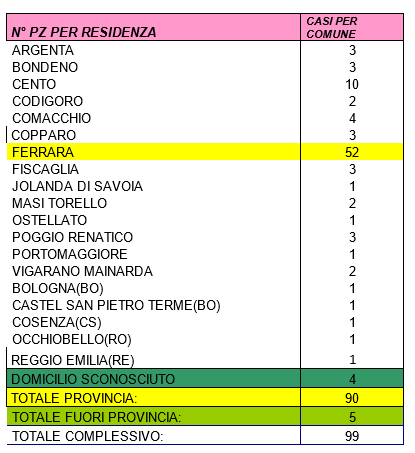 N° PZ PER RESIDENZA CASI PER COMUNE
ARGENTA 3
BONDENO 3
CENTO 10
CODIGORO 2
COMACCHIO 4
COPPARO 3
FERRARA 52
FISCAGLIA 3
JOLANDA DI SAVOIA 1
MASI TORELLO 2
OSTELLATO 1
POGGIO RENATICO 3
PORTOMAGGIORE 1
VIGARANO MAINARDA 2
BOLOGNA(BO) 1
CASTEL SAN PIETRO TERME(BO) 1
COSENZA(CS) 1
OCCHIOBELLO(RO) 1
REGGIO EMILIA(RE) 1
DOMICILIO SCONOSCIUTO 4
TOTALE PROVINCIA: 90
TOTALE FUORI PROVINCIA: 5
TOTALE COMPLESSIVO: 99